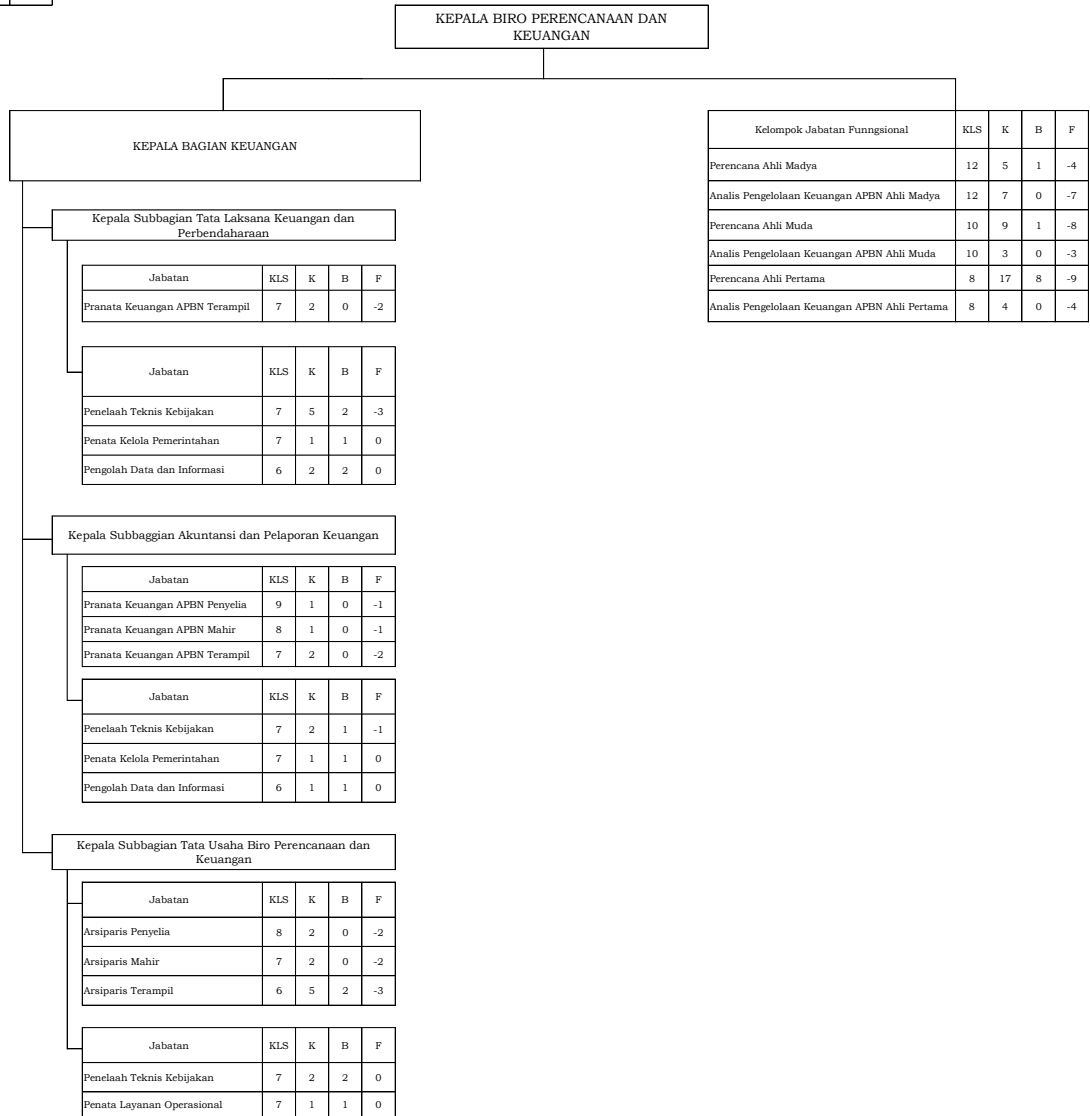 KEPALA BIRO PERENCANAAN DAN
KEUANGAN
KEPALA BAGIAN KEUANGAN
Kepala Subbagian Tata Laksana Keuangan dan
Perbendaharaan
Jabatan KLS K B F
Pranata Keuangan APBN Terampil 7 2 0 -2
Jabatan KLS K B F
Penelaah Teknis Kebijakan 7 5 2 -3
Penata Kelola Pemerintahan 7 1 1 0
Pengolah Data dan Informasi 6 2 2 0
Kepala Subbaggian Akuntansi dan Pelaporan Keuangan
Jabatan KLS K B F
Pranata Keuangan APBN Penyelia 9 1 0 -1
Pranata Keuangan APBN Mahir 8 1 0 -1
Pranata Keuangan APBN Terampil 7 2 0 -2
Jabatan KLS K B F
Penelaah Teknis Kebijakan 7 2 1 -1
Penata Kelola Pemerintahan 7 1 1 0
Pengolah Data dan Informasi 6 1 1 0
Kepala Subbagian Tata Usaha Biro Perencanaan dan
Keuangan
Jabatan KLS K B F
Arsiparis Penyelia 8 2 0 -2
Arsiparis Mahir 7 2 0 -2
Arsiparis Terampil 6 5 2 -3
Jabatan KLS K B F
Penelaah Teknis Kebijakan 7 2 2 0
Penata Layanan Operasional 7 1 1 0
Kelompok Jabatan Funngsional KLS K B F
Perencana Ahli Madya 12 5 1 -4
Analis Pengelolaan Keuangan APBN Ahli Madya 12 7 0 -7
Perencana Ahli Muda 10 9 1 -8
Analis Pengelolaan Keuangan APBN Ahli Muda 10 3 0 -3
Perencana Ahli Pertama 8 17 8 -9
Analis Pengelolaan Keuangan APBN Ahli Pertama 8 4 0 -4